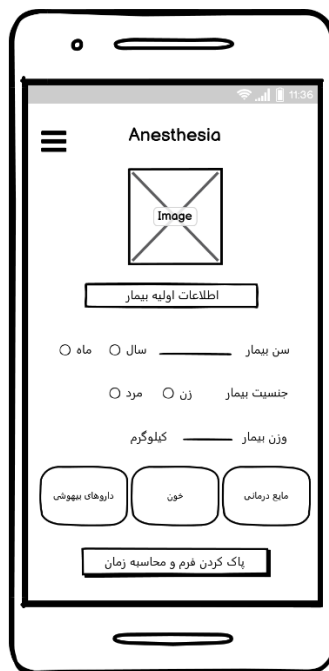 11:36
Anesthesia
Image
اطلاعات اولیه بیمار
سن بیمار سال ماه
جنسیت بیمار زن مرد
وزن بیمار کیلوگرم
مایع درمانی خون داروهای بیهوشی
پاک کردن فرم و محاسبه زمان